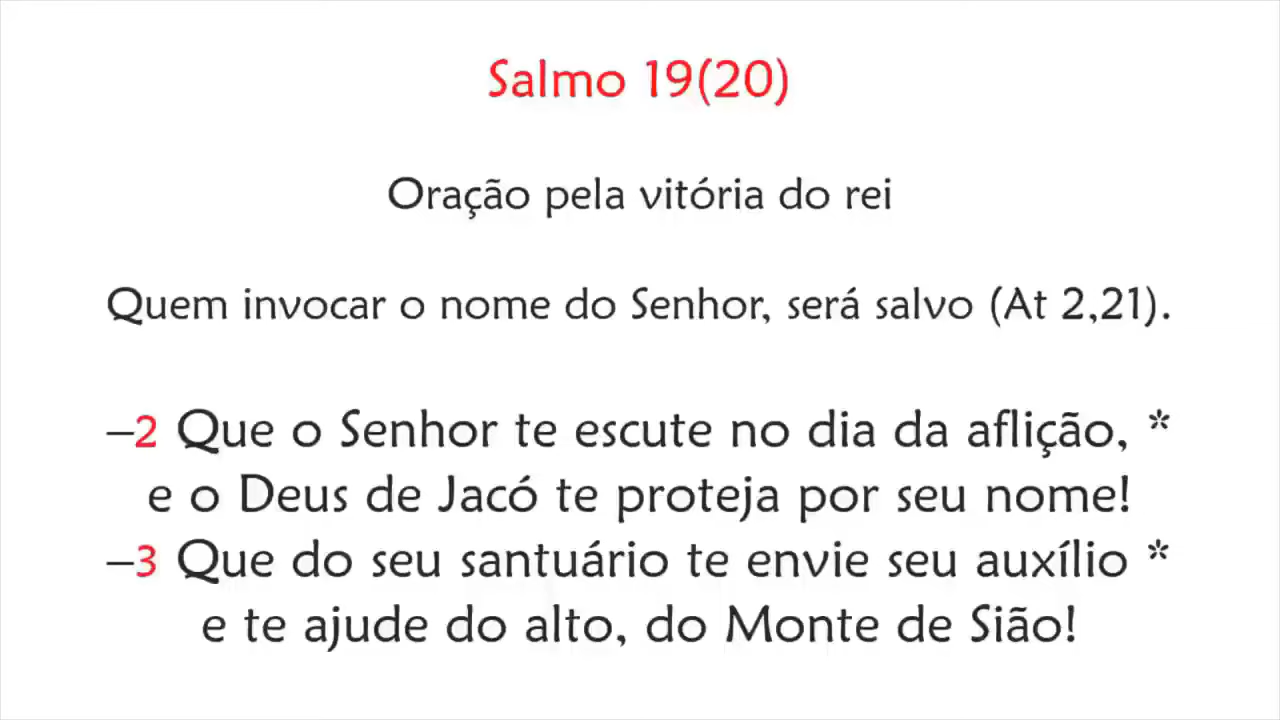 Salmo 19(20)
Oração pela vitória do rei
Quem invocar o nome do Senhor, será salvo (At 2,21).
–2 Que o Senhor te escute no dia da aflição, *
e o Deus de Jacó te proteja por seu nome!
–3 Que do seu santuário te envie seu auxílio *
e te ajude do alto, do Monte de Sião!